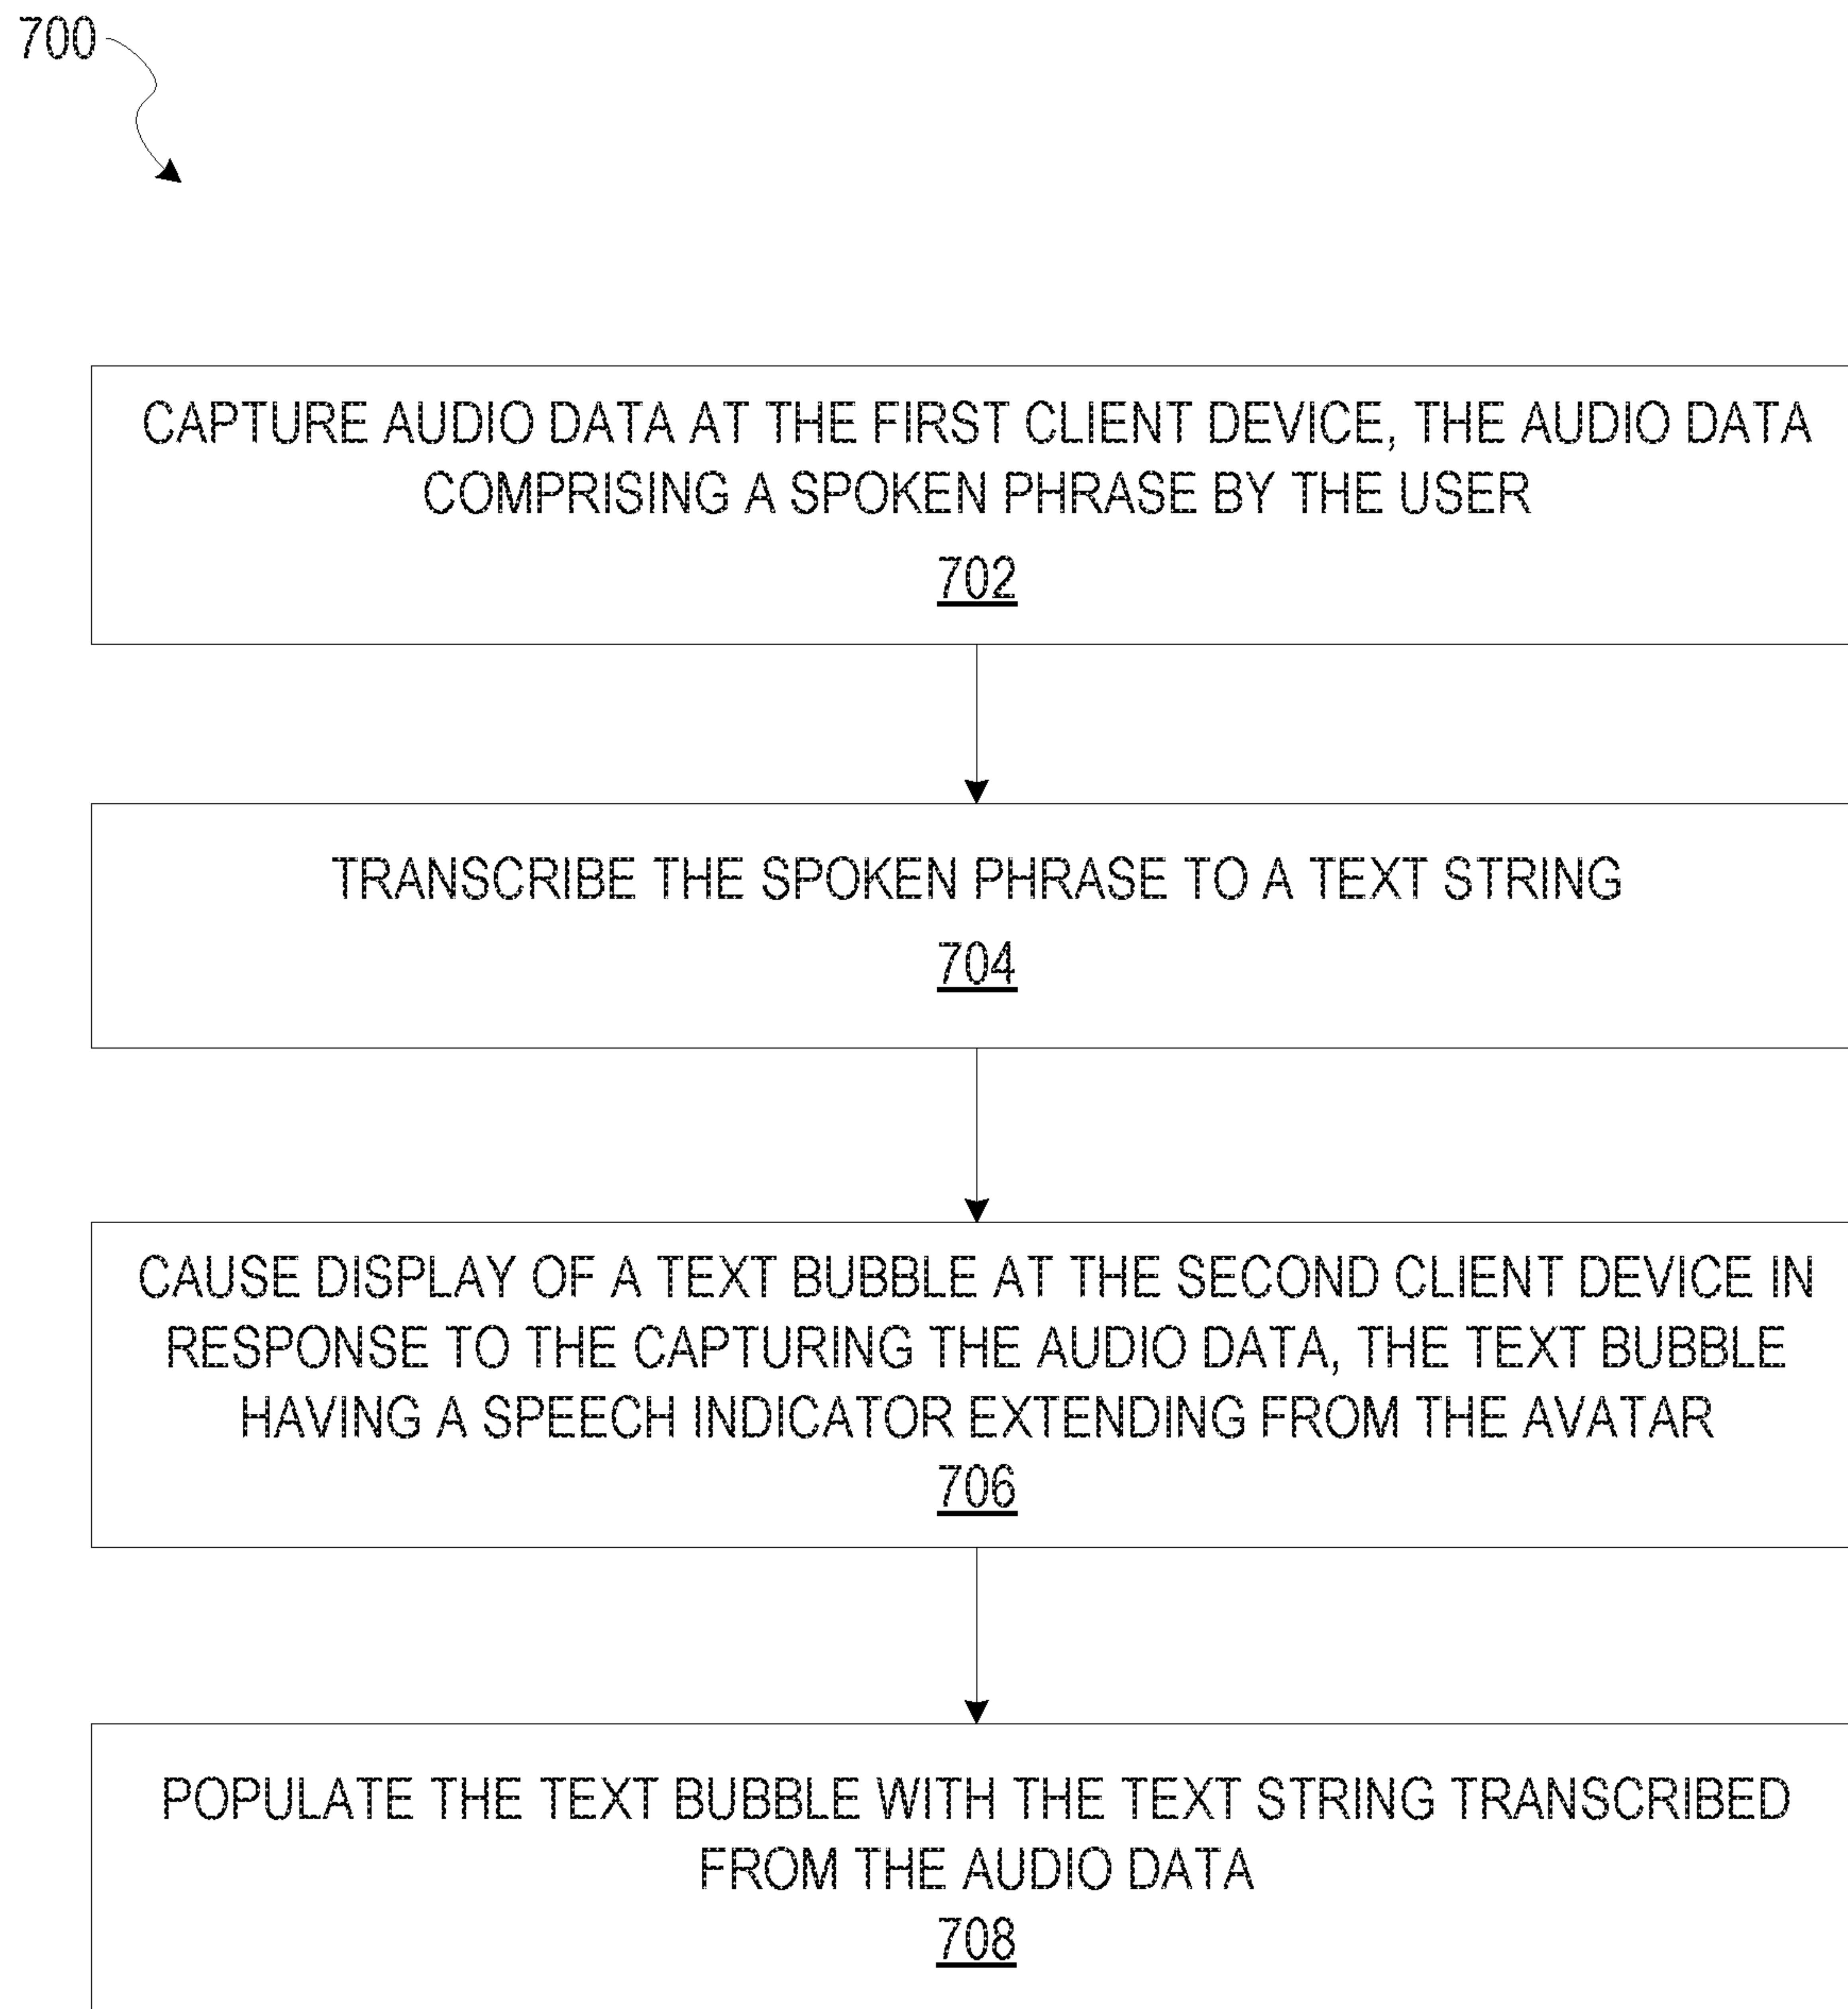 700
CAPTURE AUDIO DATA AT THE FIRST CLIENT DEVICE, THE AUDIO DATA
COMPRISING A SPOKEN PHRASE BY THE USER
702
TRANSCRIBE THE SPOKEN PHRASE TO A TEXT STRING
704
CAUSE DISPLAY OF A TEXT BUBBLE AT THE SECOND CLIENT DEVICE IN
RESPONSE TO THE CAPTURING THE AUDIO DATA, THE TEXT BUBBLE
HAVING A SPEECH INDICATOR EXTENDING FROM THE AVATAR
706
POPULATE THE TEXT BUBBLE WITH THE TEXT STRING TRANSCRIBED
FROM THE AUDIO DATA
708